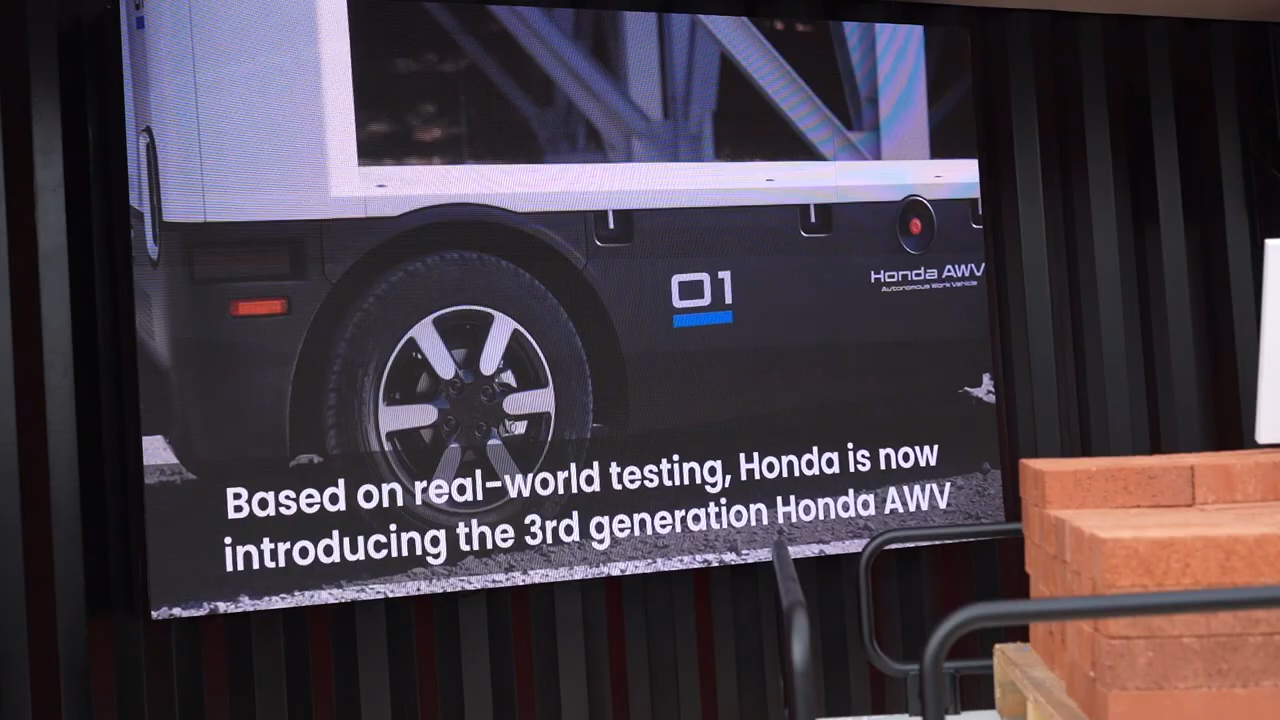 01
Honda AWV
Autonomous Work Vehicle
Based on real-world testing, Honda is now
introducing the 3rd generation Honda AWV